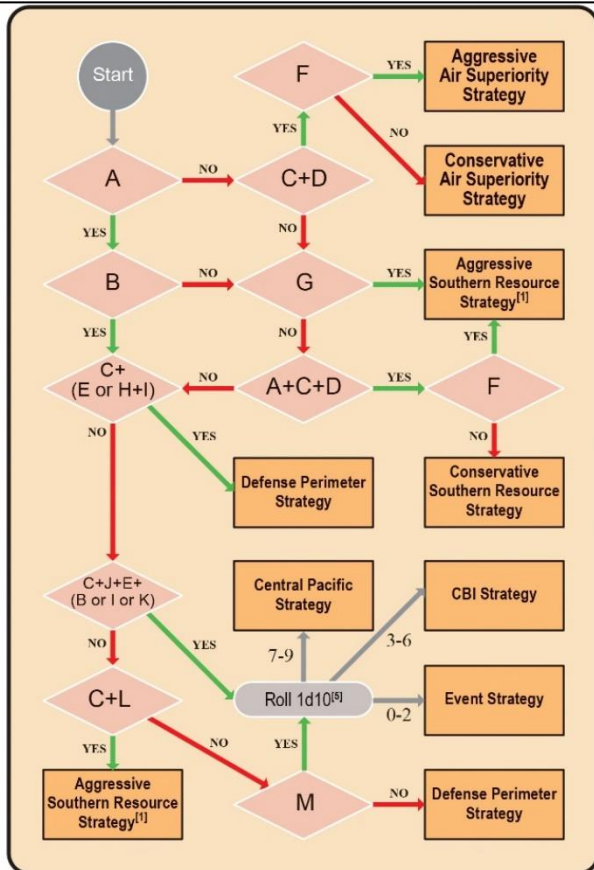 Start
F
YES
Aggressive
Air Superiority
Strategy
NO
YES
A
NO
C+D
Conservative
Air Superiority
Strategy
YES
NO
B
NO
G
YES
Aggressive
Southern Resource
Strategy[1]
YES
NO
YES
C+
(E or H+I)
NO
A+C+D
YES
F
NO
YES
NO
Defense Perimeter
Strategy
Conservative
Southern Resource
Strategy
C+J+E+
(B or I or K)
Central Pacific
Strategy
CBI Strategy
3-6
7-9
NO
YES
Roll 1d10[5]
0-2
Event Strategy
C+L
NO
YES
YES
Aggressive
Southern Resource
Strategy[1]
M
NO
Defense Perimeter
Strategy